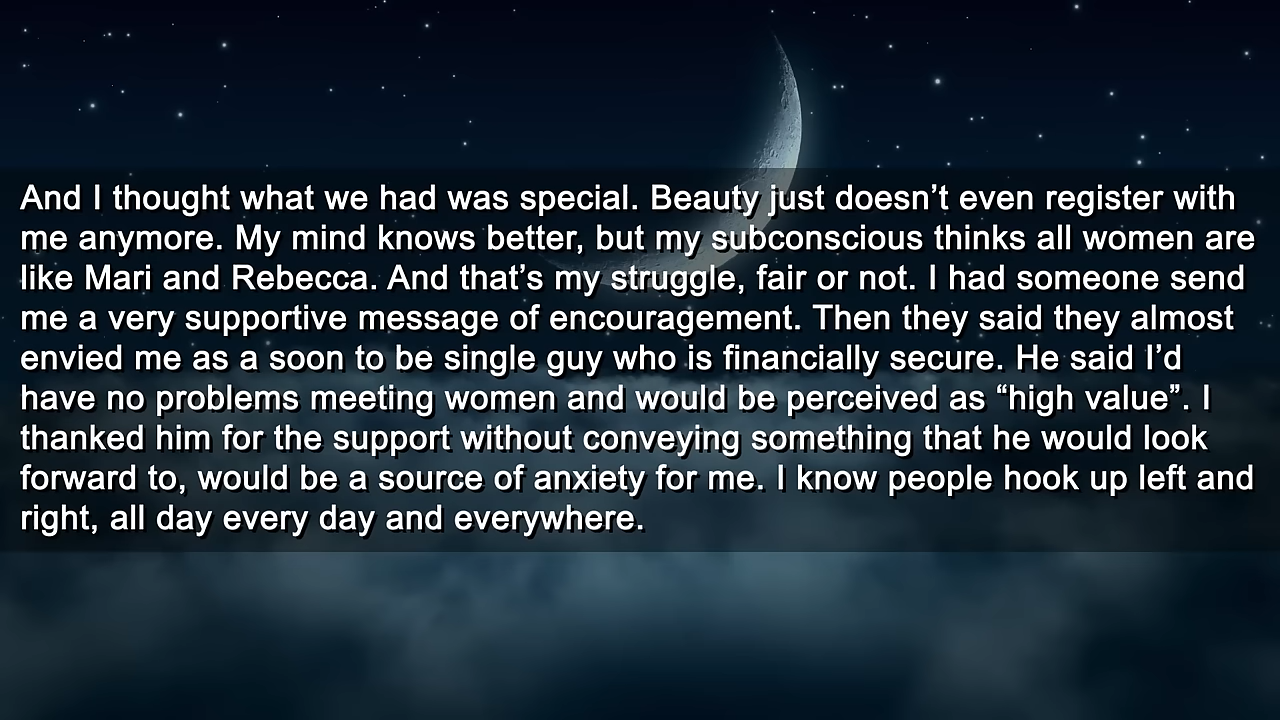 And I thought what we had was special. Beauty just doesn’t even register with
me anymore. My mind knows better, but my subconscious thinks all women are
like Mari and Rebecca. And that’s my struggle, fair or not. I had someone send
me a very supportive message of encouragement. Then they said they almost
envied me as a soon to be single guy who is financially secure. He said I’d
have no problems meeting women and would be perceived as “high value”. I
thanked him for the support without conveying something that he would look
forward to, would be a source of anxiety for me. I know people hook up left and
right, all day every day and everywhere.